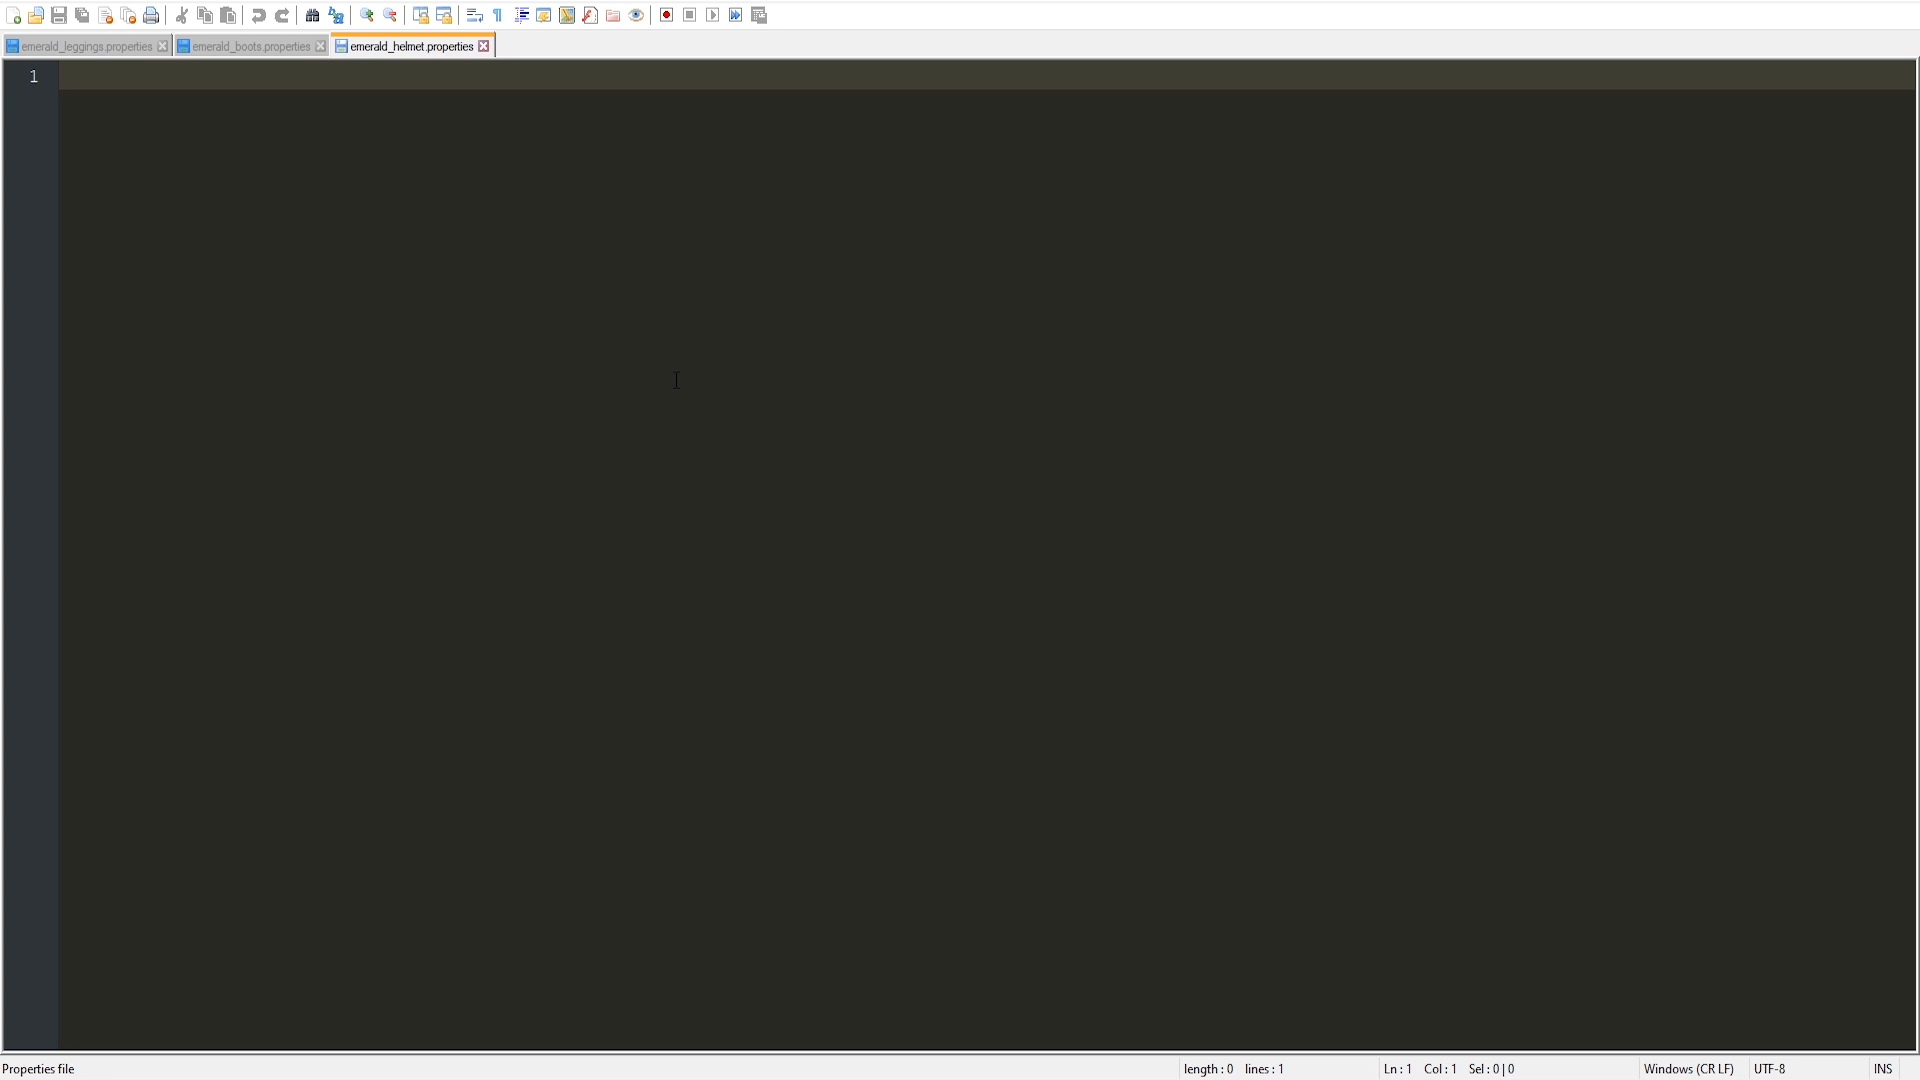 emerald_leggings.properties emerald_boots.properties emerald_helmet.properties
1
Properties file length : 0 lines : 1 Ln : 1 Col : 1 Sel : 0 | 0 Windows (CR LF) UTF-8 INS